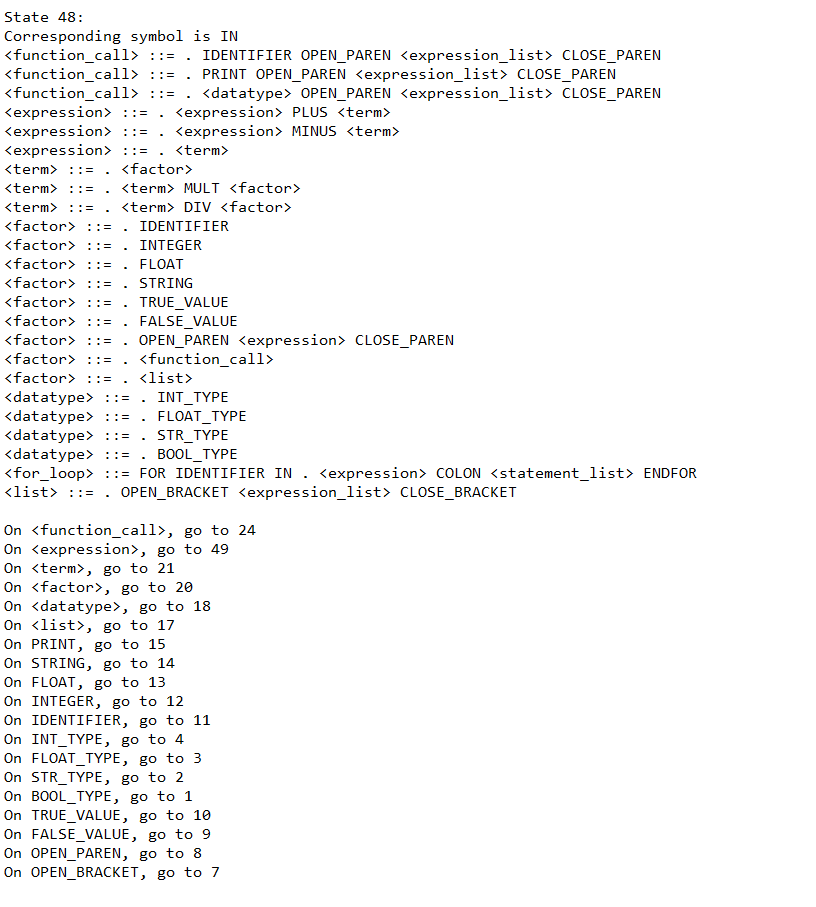 State 48:
Corresponding symbol is IN
<function_call> ::= . IDENTIFIER OPEN_PAREN <expression_list> CLOSE_PAREN
<function_call> ::= . PRINT OPEN_PAREN <expression_list> CLOSE_PAREN
<function_call> ::= . <datatype> OPEN_PAREN <expression_list> CLOSE_PAREN
<expression> ::= . <expression> PLUS <term>
<expression> ::= . <expression> MINUS <term>
<expression> ::= . <term>
<term> ::= . <factor>
<term> ::= . <term> MULT <factor>
<term> ::= . <term> DIV <factor>
<factor> ::= . IDENTIFIER
<factor> ::= . INTEGER
<factor> ::= . FLOAT
<factor> ::= . STRING
<factor> ::= . TRUE_VALUE
<factor> ::= . FALSE_VALUE
<factor> ::= . OPEN_PAREN <expression> CLOSE_PAREN
<factor> ::= . <function_call>
<factor> ::= . <list>
<datatype> ::= . INT_TYPE
<datatype> ::= . FLOAT_TYPE
<datatype> ::= . STR_TYPE
<datatype> ::= . BOOL_TYPE
<for_loop> ::= FOR IDENTIFIER IN . <expression> COLON <statement_list> ENDFOR
<list> ::= . OPEN_BRACKET <expression_list> CLOSE_BRACKET

On <function_call>, go to 24
On <expression>, go to 49
On <term>, go to 21
On <factor>, go to 20
On <datatype>, go to 18
On <list>, go to 17
On PRINT, go to 15
On STRING, go to 14
On FLOAT, go to 13
On INTEGER, go to 12
On IDENTIFIER, go to 11
On INT_TYPE, go to 4
On FLOAT_TYPE, go to 3
On STR_TYPE, go to 2
On BOOL_TYPE, go to 1
On TRUE_VALUE, go to 10
On FALSE_VALUE, go to 9
On OPEN_PAREN, go to 8
On OPEN_BRACKET, go to 7